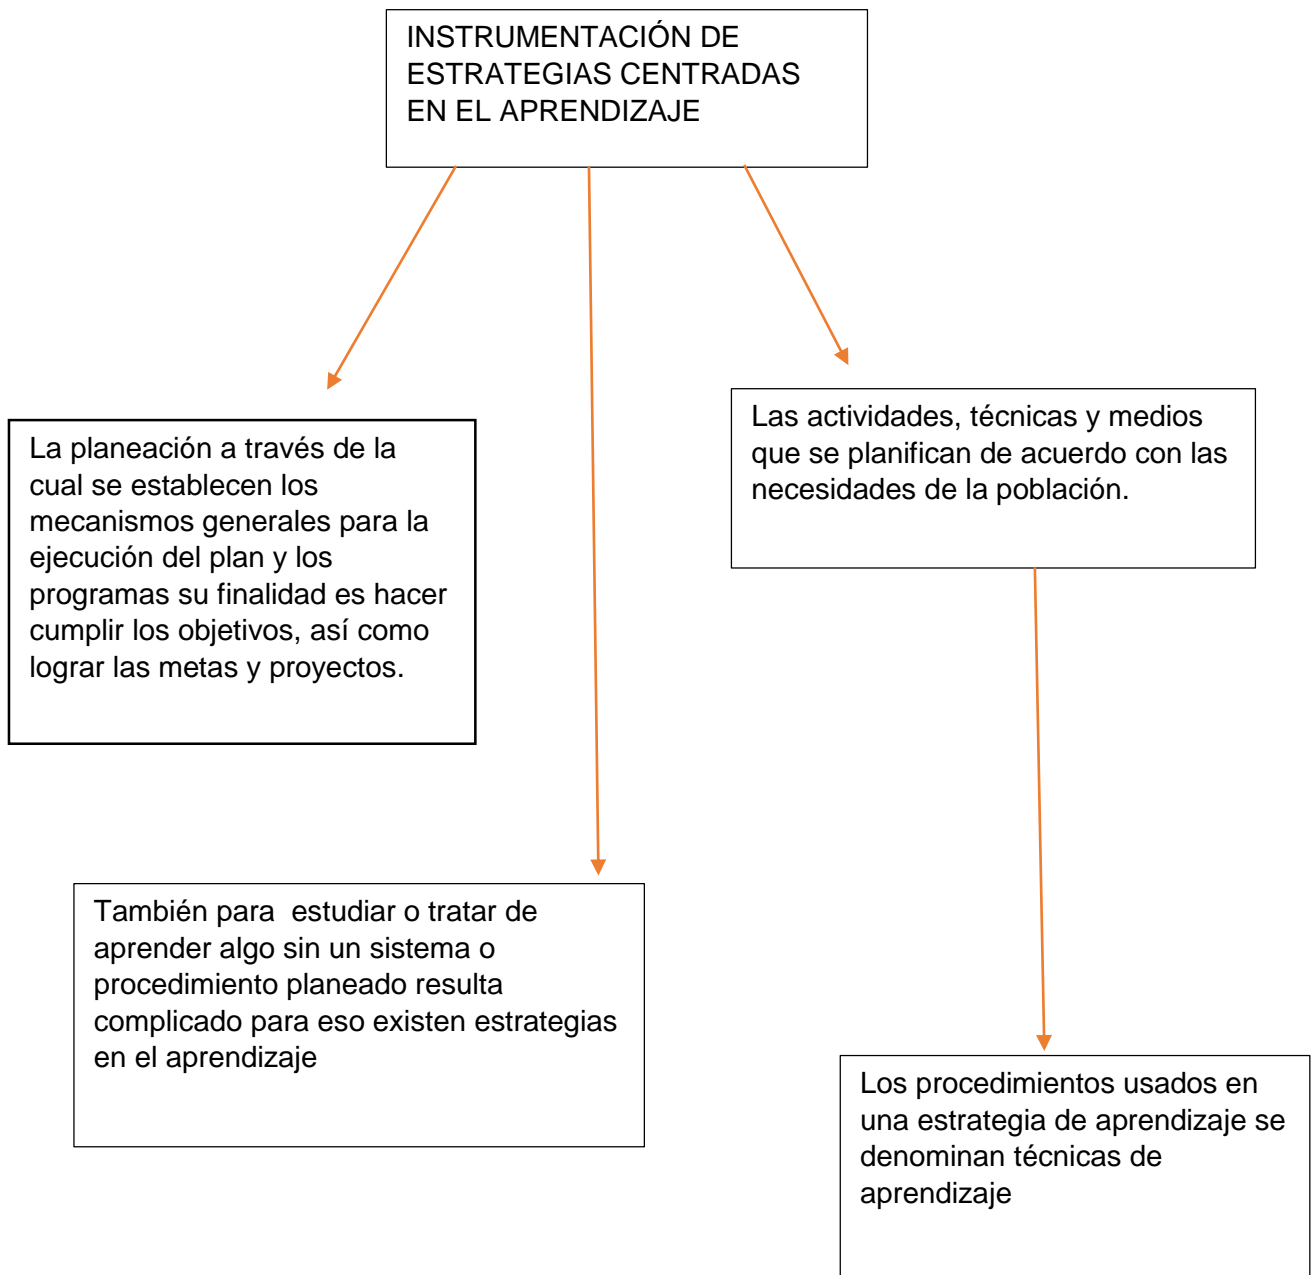 INSTRUMENTACIÓN DE
ESTRATEGIAS CENTRADAS
EN EL APRENDIZAJE
La planeación a través de la
cual se establecen los
mecanismos generales para la
ejecución del plan y los
programas su finalidad es hacer
cumplir los objetivos, así como
lograr las metas y proyectos.
Las actividades, técnicas y medios
que se planifican de acuerdo con las
necesidades de la población.
También para  estudiar o tratar de
aprender algo sin un sistema o
procedimiento planeado resulta
complicado para eso existen estrategias
en el aprendizaje
Los procedimientos usados en
una estrategia de aprendizaje se
denominan técnicas de
aprendizaje